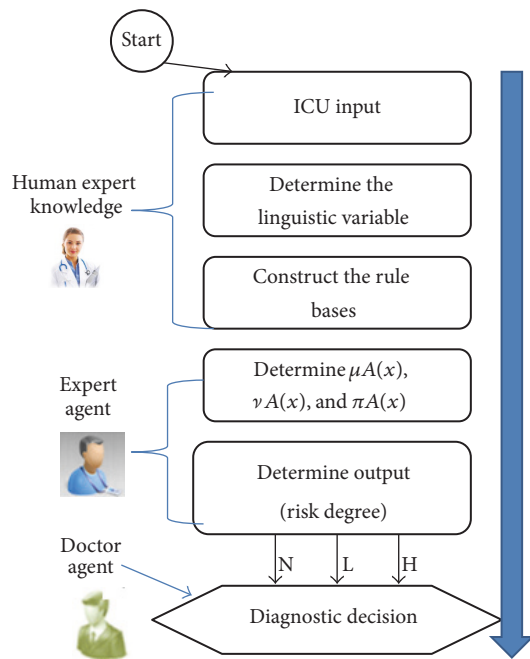 Start
ICU input
Human expert
knowledge
Determine the
linguistic variable
Construct the rule
bases
Expert
agent
Determine μA(x),
νA(x), and πA(x)
Determine output
(risk degree)
N
L
H
Doctor
agent
Diagnostic decision